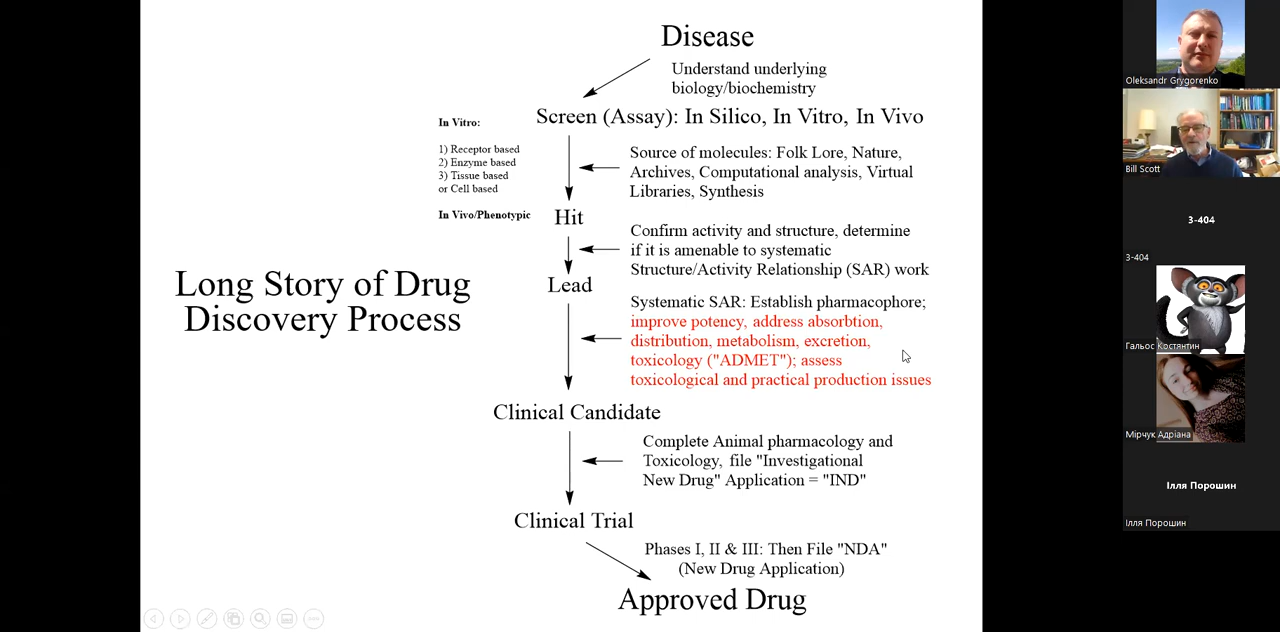 Disease
Understand underlying
biology/biochemistry
Screen (Assay): In Silico, In Vitro, In Vivo
In Vitro:
1) Receptor based
2) Enzyme based
3) Tissue based
or Cell based
In Vivo/Phenotypic
Source of molecules: Folk Lore, Nature,
Archives, Computational analysis, Virtual
Libraries, Synthesis
Hit
Confirm activity and structure, determine
if it is amenable to systematic
Structure/Activity Relationship (SAR) work
Long Story of Drug
Discovery Process
Lead
Systematic SAR: Establish pharmacophore;
improve potency, address absorbtion,
distribution, metabolism, excretion,
toxicology ("ADMET"); assess
toxicological and practical production issues
Clinical Candidate
Complete Animal pharmacology and
Toxicology, file "Investigational
New Drug" Application = "IND"
Clinical Trial
Phases I, II & III: Then File "NDA"
(New Drug Application)
Approved Drug
Oleksandr Grygorenko
Bill Scott
3-404
3-404
Гальос Костянтин
Мірчук Адріана
Ілля Порошин
Ілля Порошин